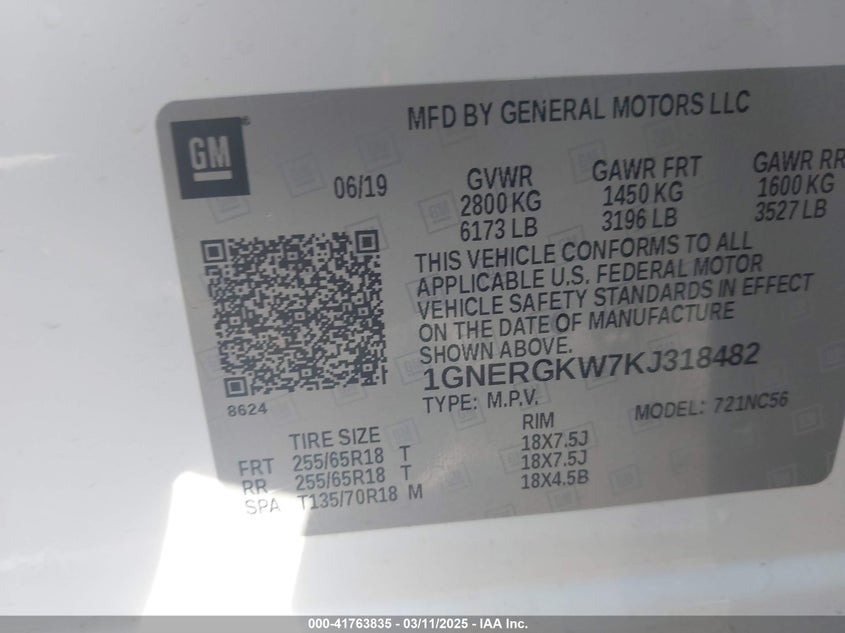 MFD BY GENERAL MOTORS LLC
GM
®
06/19
GVWR GAWR FRT GAWR RR
2800 KG 1450 KG 1600 KG
6173 LB 3196 LB 3527 LB
THIS VEHICLE CONFORMS TO ALL
APPLICABLE U.S. FEDERAL MOTOR
VEHICLE SAFETY STANDARDS IN EFFECT
ON THE DATE OF MANUFACTURE
SHOWN ABOVE.
1GNERGKW7KJ318482
8624
TYPE: M.P.V. MODEL: 721NC56
TIRE SIZE RIM
FRT 255/65R18 T 18X7.5J
RR 255/65R18 T 18X7.5J
SPA T135/70R18 M 18X4.5B
000-41763835 - 03/11/2025 - IAA Inc.